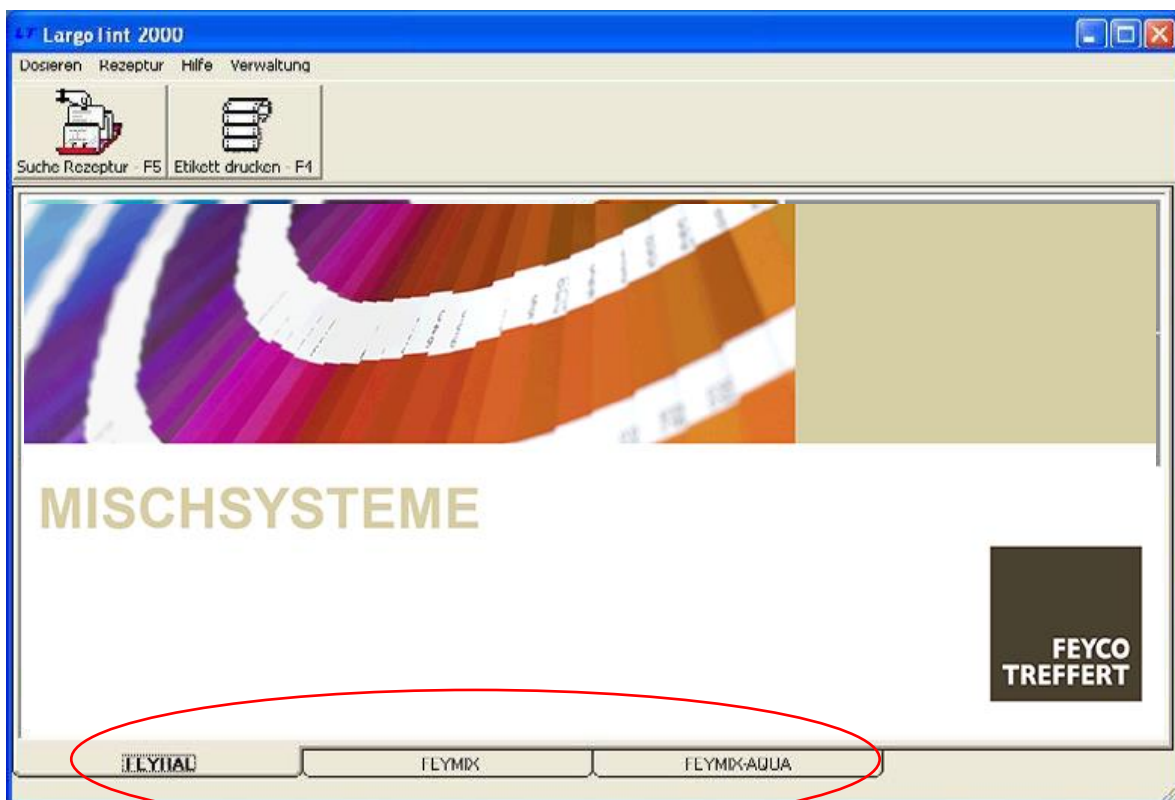 LargoTint 2000
Dosieren Rezeptur Hilfe Verwaltung
Suche Rezeptur - F5 Etikett drucken - F4
MISCHSYSTEME
FEYCO
TREFFERT
FEYMIX FEYMIX-AQUA